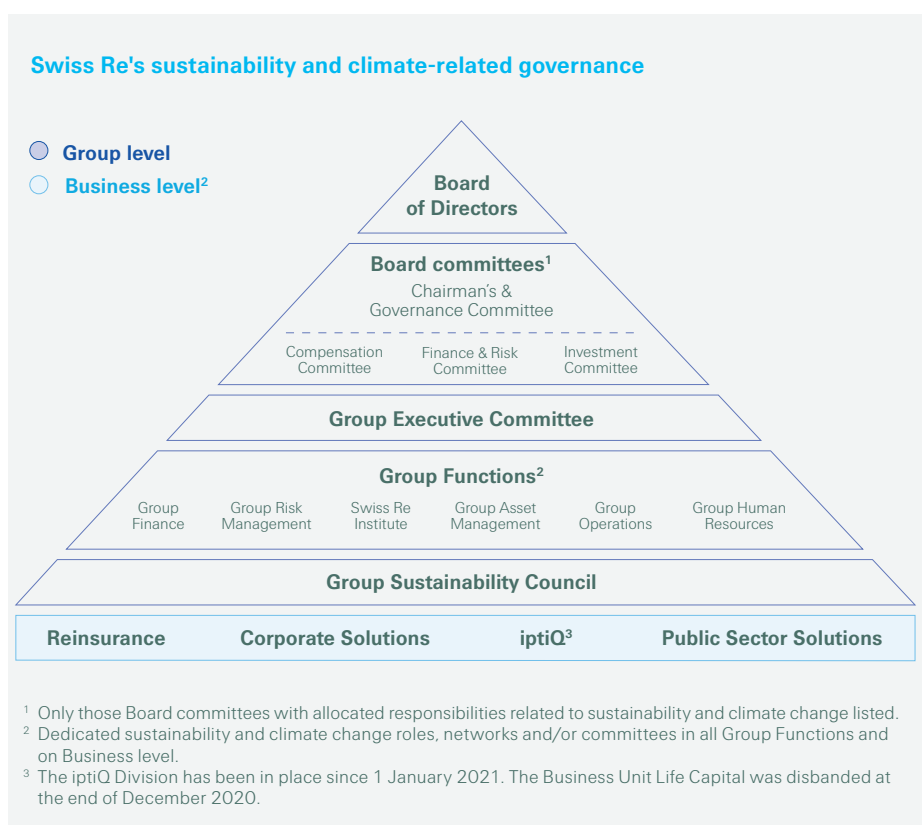 Swiss Re's sustainability and climate-related governance
Group level
Business level²
Board
of Directors
Board committees¹
Chairman's &
Governance Committee
Compensation
Committee
Finance & Risk
Committee
Investment
Committee
Group Executive Committee
Group Functions²
Group
Finance
Group Risk
Management
Swiss Re
Institute
Group Asset
Management
Group
Operations
Group Human
Resources
Group Sustainability Council
Reinsurance
Corporate Solutions
iptiQ³
Public Sector Solutions
¹ Only those Board committees with allocated responsibilities related to sustainability and climate change listed.
² Dedicated sustainability and climate change roles, networks and/or committees in all Group Functions and
on Business level.
³ The iptiQ Division has been in place since 1 January 2021. The Business Unit Life Capital was disbanded at
the end of December 2020.